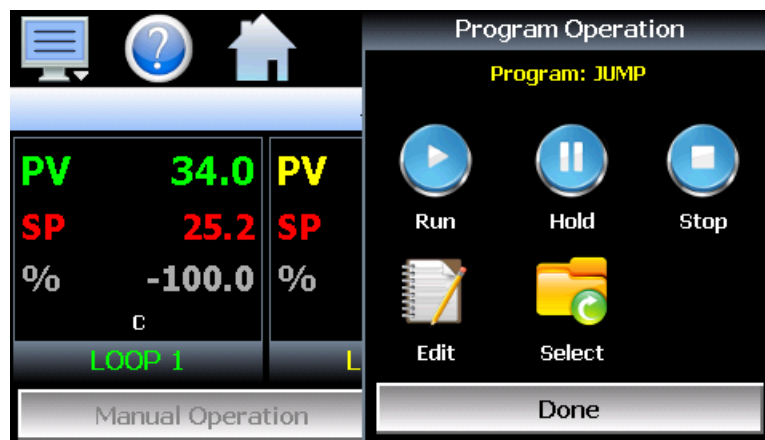 Program Operation
Program: JUMP
PV 34.0 PV
SP 25.2 SP
% -100.0 %
C
LOOP 1 L
Manual Operation
Run Hold Stop
Edit Select
Done